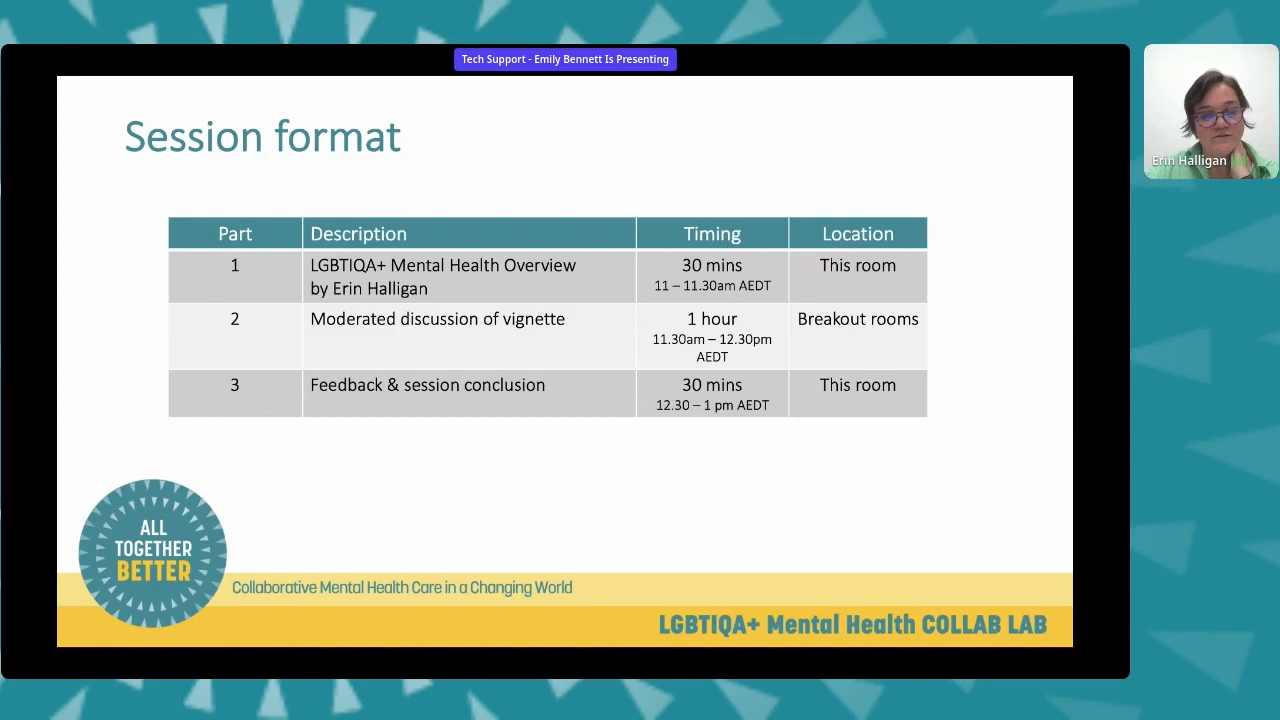 Tech Support - Emily Bennett Is Presenting
Session format
Part Description Timing Location
1 LGBTIQA+ Mental Health Overview 30 mins This room
by Erin Halligan 11 – 11.30am AEDT
2 Moderated discussion of vignette 1 hour Breakout rooms
11.30am – 12.30pm
AEDT
3 Feedback & session conclusion 30 mins This room
12.30 – 1 pm AEDT
Erin Halligan
ALL
TOGETHER
BETTER
Collaborative Mental Health Care in a Changing World
LGBTIQA+ Mental Health COLLAB LAB